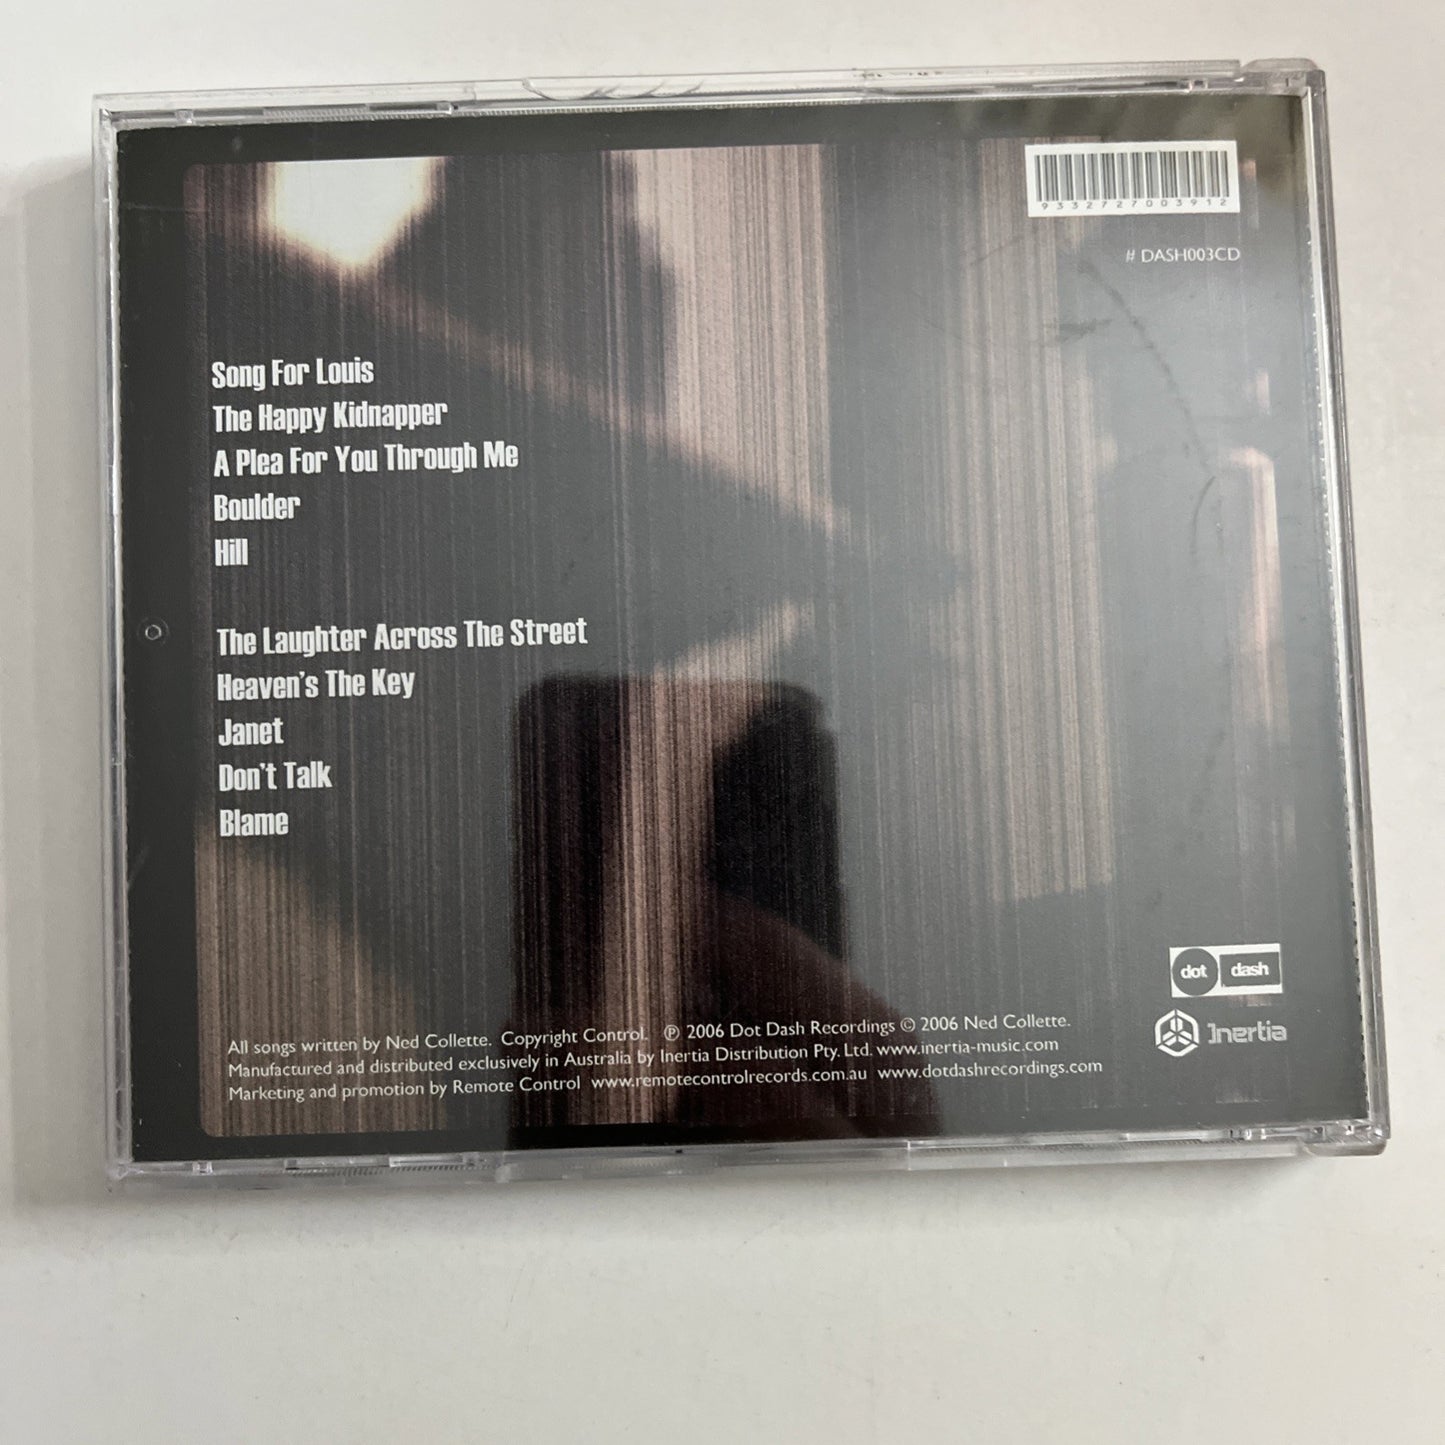 9332727003912
# DASH003CD
Song For Louis
The Happy Kidnapper
A Plea For You Through Me
Boulder
Hill
The Laughter Across The Street
Heaven's The Key
Janet
Don't Talk
Blame
dot dash
Inertia
All songs written by Ned Collette. Copyright Control. ℗ 2006 Dot Dash Recordings © 2006 Ned Collette.
Manufactured and distributed exclusively in Australia by Inertia Distribution Pty. Ltd. www.inertia-music.com
Marketing and promotion by Remote Control www.remotecontrolrecords.com.au www.dotdashrecordings.com